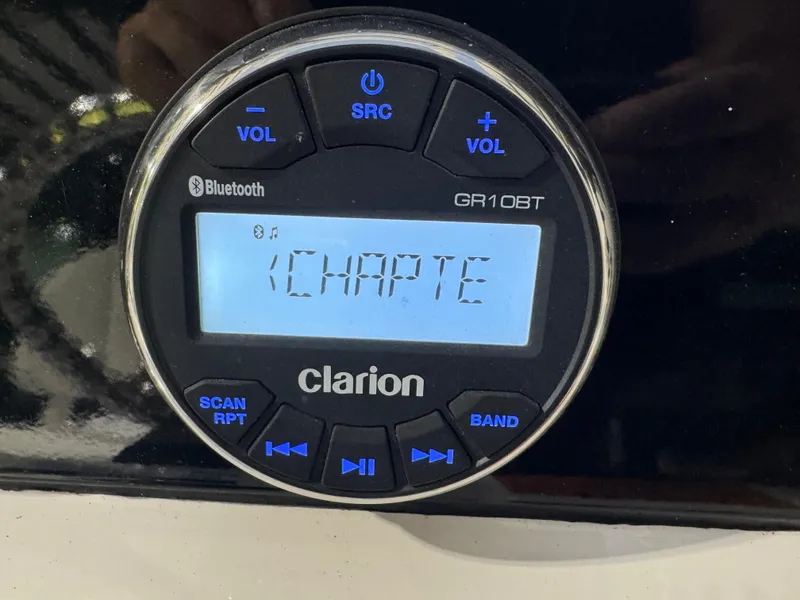 − VOL
SRC
+ VOL
Bluetooth
GR10BT
(CHAPTE
clarion
SCAN
RPT
BAND